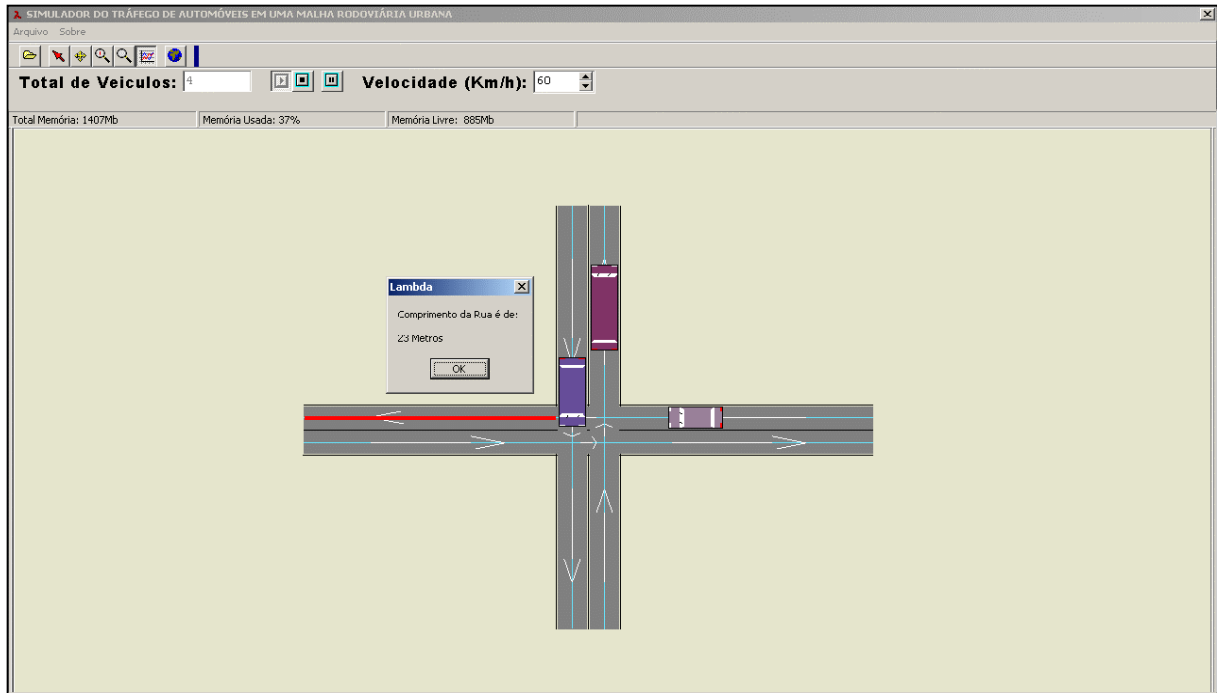 SIMULADOR DO TRÁFEGO DE AUTOMÓVEIS EM UMA MALHA RODOVIÁRIA URBANA
Arquivo Sobre
Total de Veiculos: 4 Velocidade (Km/h): 60
Total Memória: 1407Mb Memória Usada: 37% Memória Livre: 885Mb
Lambda
Comprimento da Rua é de:
23 Metros
OK